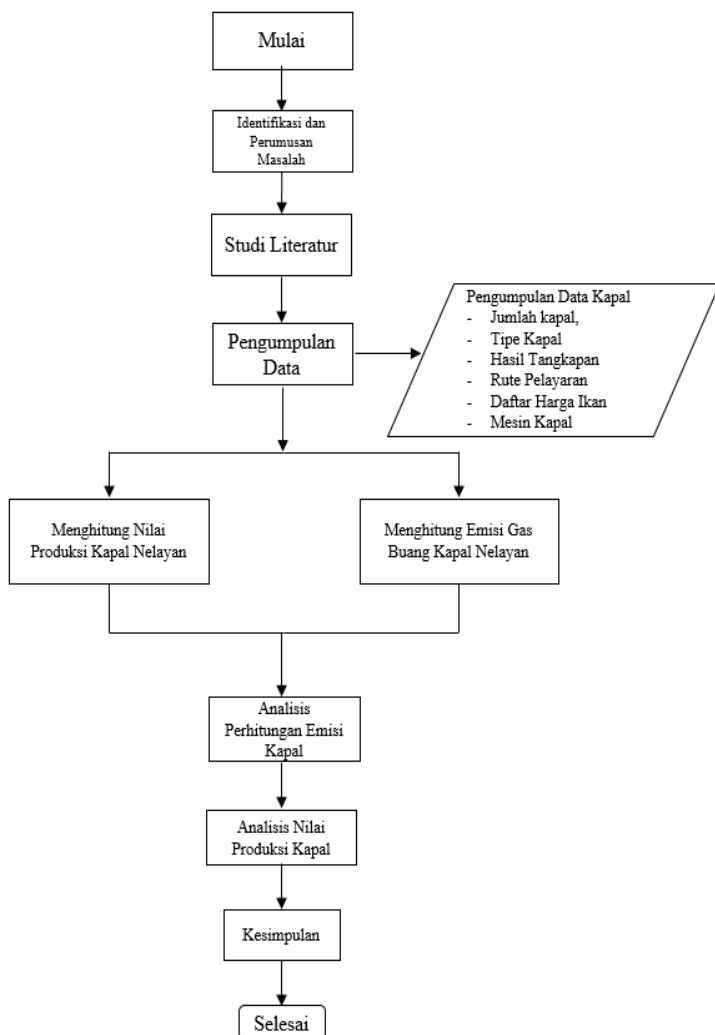 Mulai
Identifikasi dan
Perumusan
Masalah
Studi Literatur
Pengumpulan
Data
Pengumpulan Data Kapal
- Jumlah kapal,
- Tipe Kapal
- Hasil Tangkapan
- Rute Pelayaran
- Daftar Harga Ikan
- Mesin Kapal
Menghitung Nilai
Produksi Kapal Nelayan
Menghitung Emisi Gas
Buang Kapal Nelayan
Analisis
Perhitungan Emisi
Kapal
Analisis Nilai
Produksi Kapal
Kesimpulan
Selesai